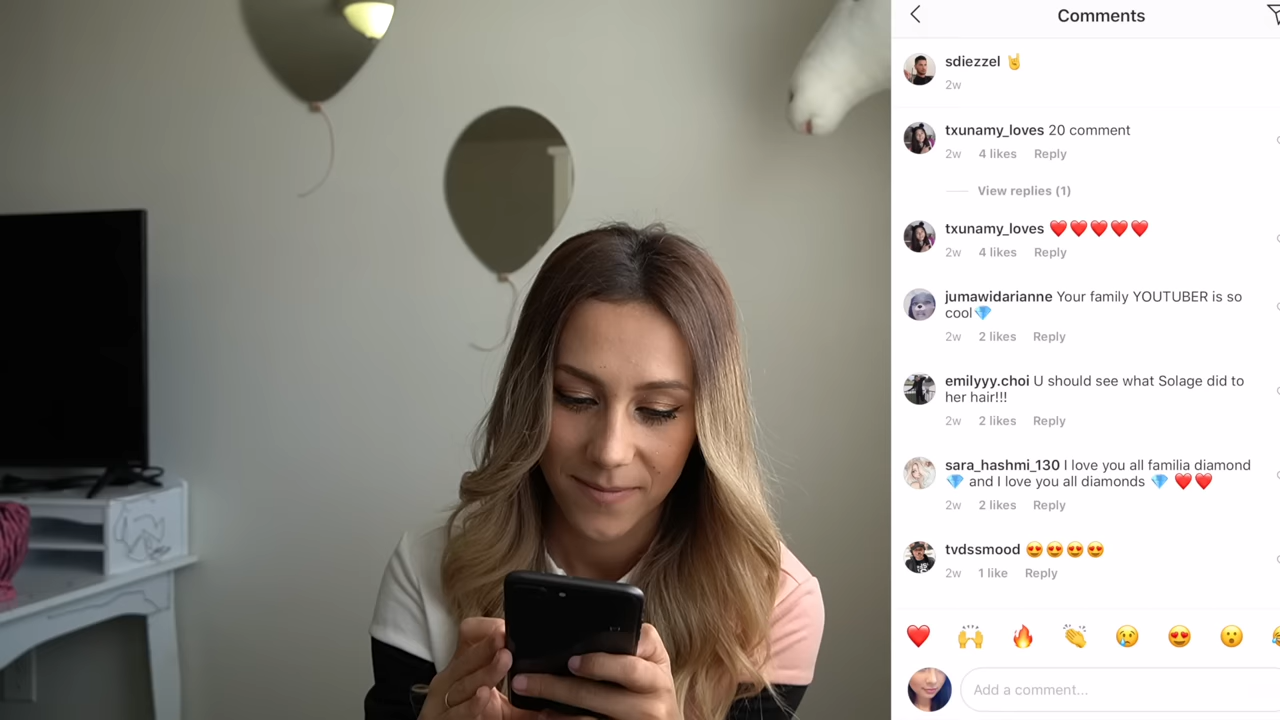 Comments
sdiezzel 🤘
2w
txunamy_loves 20 comment
2w 4 likes Reply
View replies (1)
txunamy_loves ❤️❤️❤️❤️❤️
2w 4 likes Reply
jumawidarianne Your family YOUTUBER is so
cool💎
2w 2 likes Reply
emilyyy.choi U should see what Solage did to
her hair!!!
2w 2 likes Reply
sara_hashmi_130 I love you all familia diamond
💎 and I love you all diamonds 💎 ❤️❤️
2w 2 likes Reply
tvdssmood 😍😍😍😍
2w 1 like Reply
Add a comment...